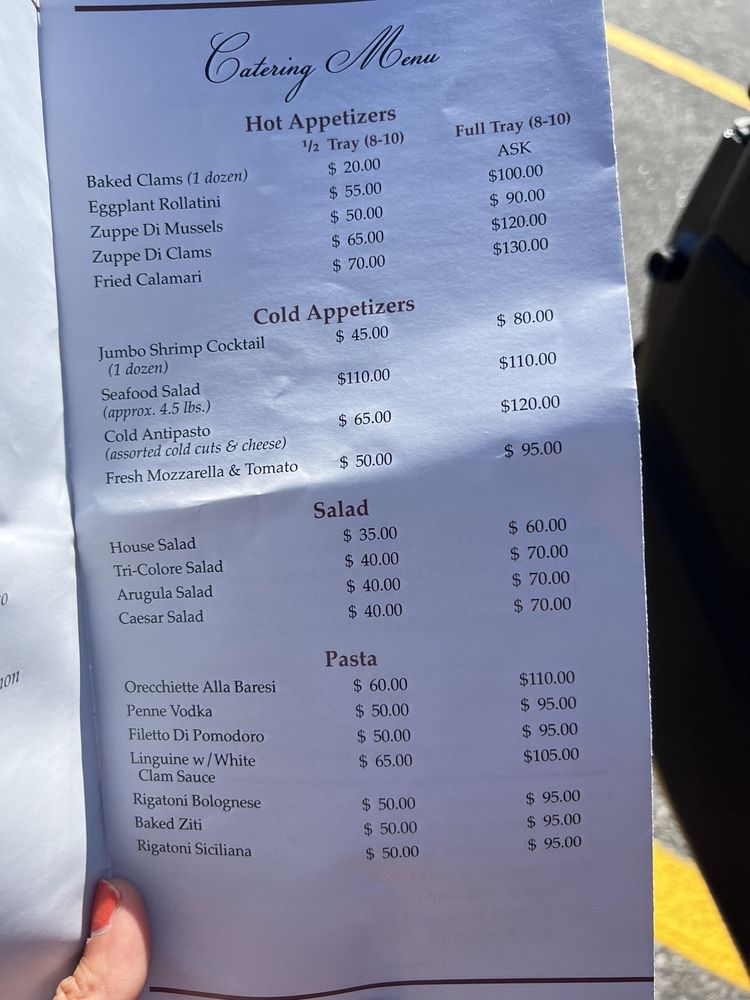 Catering Menu
Hot Appetizers
½ Tray (8-10) Full Tray (8-10)
Baked Clams (1 dozen) $ 20.00 ASK
Eggplant Rollatini $ 55.00 $100.00
Zuppe Di Mussels $ 50.00 $ 90.00
Zuppe Di Clams $ 65.00 $120.00
Fried Calamari $ 70.00 $130.00
Cold Appetizers
Jumbo Shrimp Cocktail $ 45.00 $ 80.00
(1 dozen)
Seafood Salad $110.00 $110.00
(approx. 4.5 lbs.)
Cold Antipasto $ 65.00 $120.00
(assorted cold cuts & cheese)
Fresh Mozzarella & Tomato $ 50.00 $ 95.00
Salad
House Salad $ 35.00 $ 60.00
Tri-Colore Salad $ 40.00 $ 70.00
Arugula Salad $ 40.00 $ 70.00
Caesar Salad $ 40.00 $ 70.00
Pasta
Orecchiette Alla Baresi $ 60.00 $110.00
Penne Vodka $ 50.00 $ 95.00
Filetto Di Pomodoro $ 50.00 $ 95.00
Linguine w/White $ 65.00 $105.00
Clam Sauce
Rigatoni Bolognese $ 50.00 $ 95.00
Baked Ziti $ 50.00 $ 95.00
Rigatoni Siciliana $ 50.00 $ 95.00